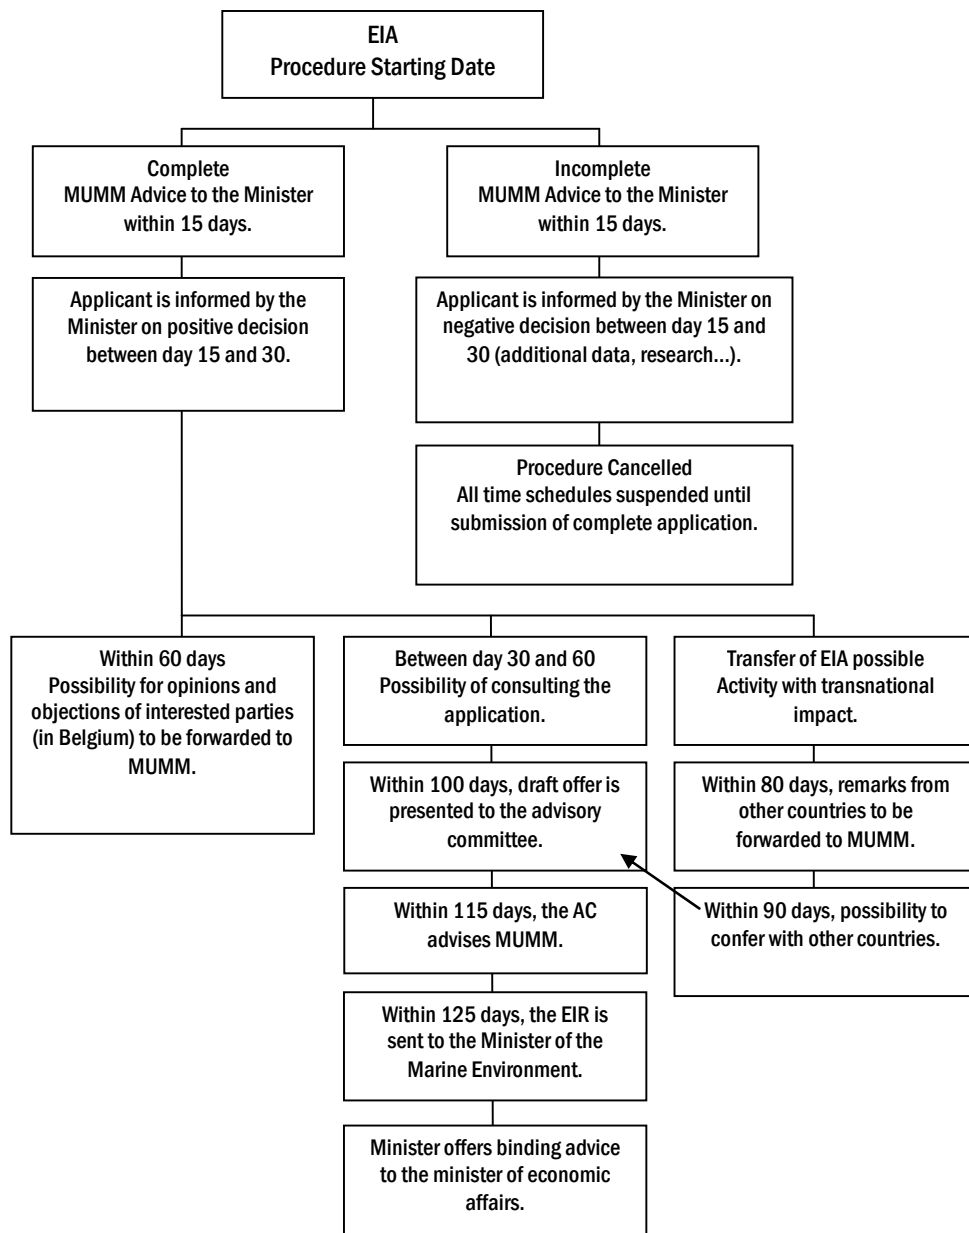 EIA
Procedure Starting Date
Complete
MUMM Advice to the Minister
within 15 days.
Incomplete
MUMM Advice to the Minister
within 15 days.
Applicant is informed by the
Minister on positive decision
between day 15 and 30.
Applicant is informed by the Minister on
negative decision between day 15 and
30 (additional data, research...).
Procedure Cancelled
All time schedules suspended until
submission of complete application.
Within 60 days
Possibility for opinions and
objections of interested parties
(in Belgium) to be forwarded to
MUMM.
Between day 30 and 60
Possibility of consulting the
application.
Transfer of EIA possible
Activity with transnational
impact.
Within 100 days, draft offer is
presented to the advisory
committee.
Within 80 days, remarks from
other countries to be
forwarded to MUMM.
Within 115 days, the AC
advises MUMM.
Within 90 days, possibility to
confer with other countries.
Within 125 days, the EIR is
sent to the Minister of the
Marine Environment.
Minister offers binding advice
to the minister of economic
affairs.